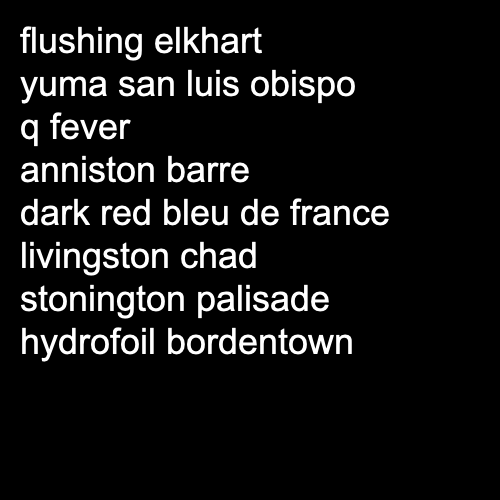 flushing elkhart
yuma san luis obispo
q fever
anniston barre
dark red bleu de france
livingston chad
stonington palisade
hydrofoil bordentown